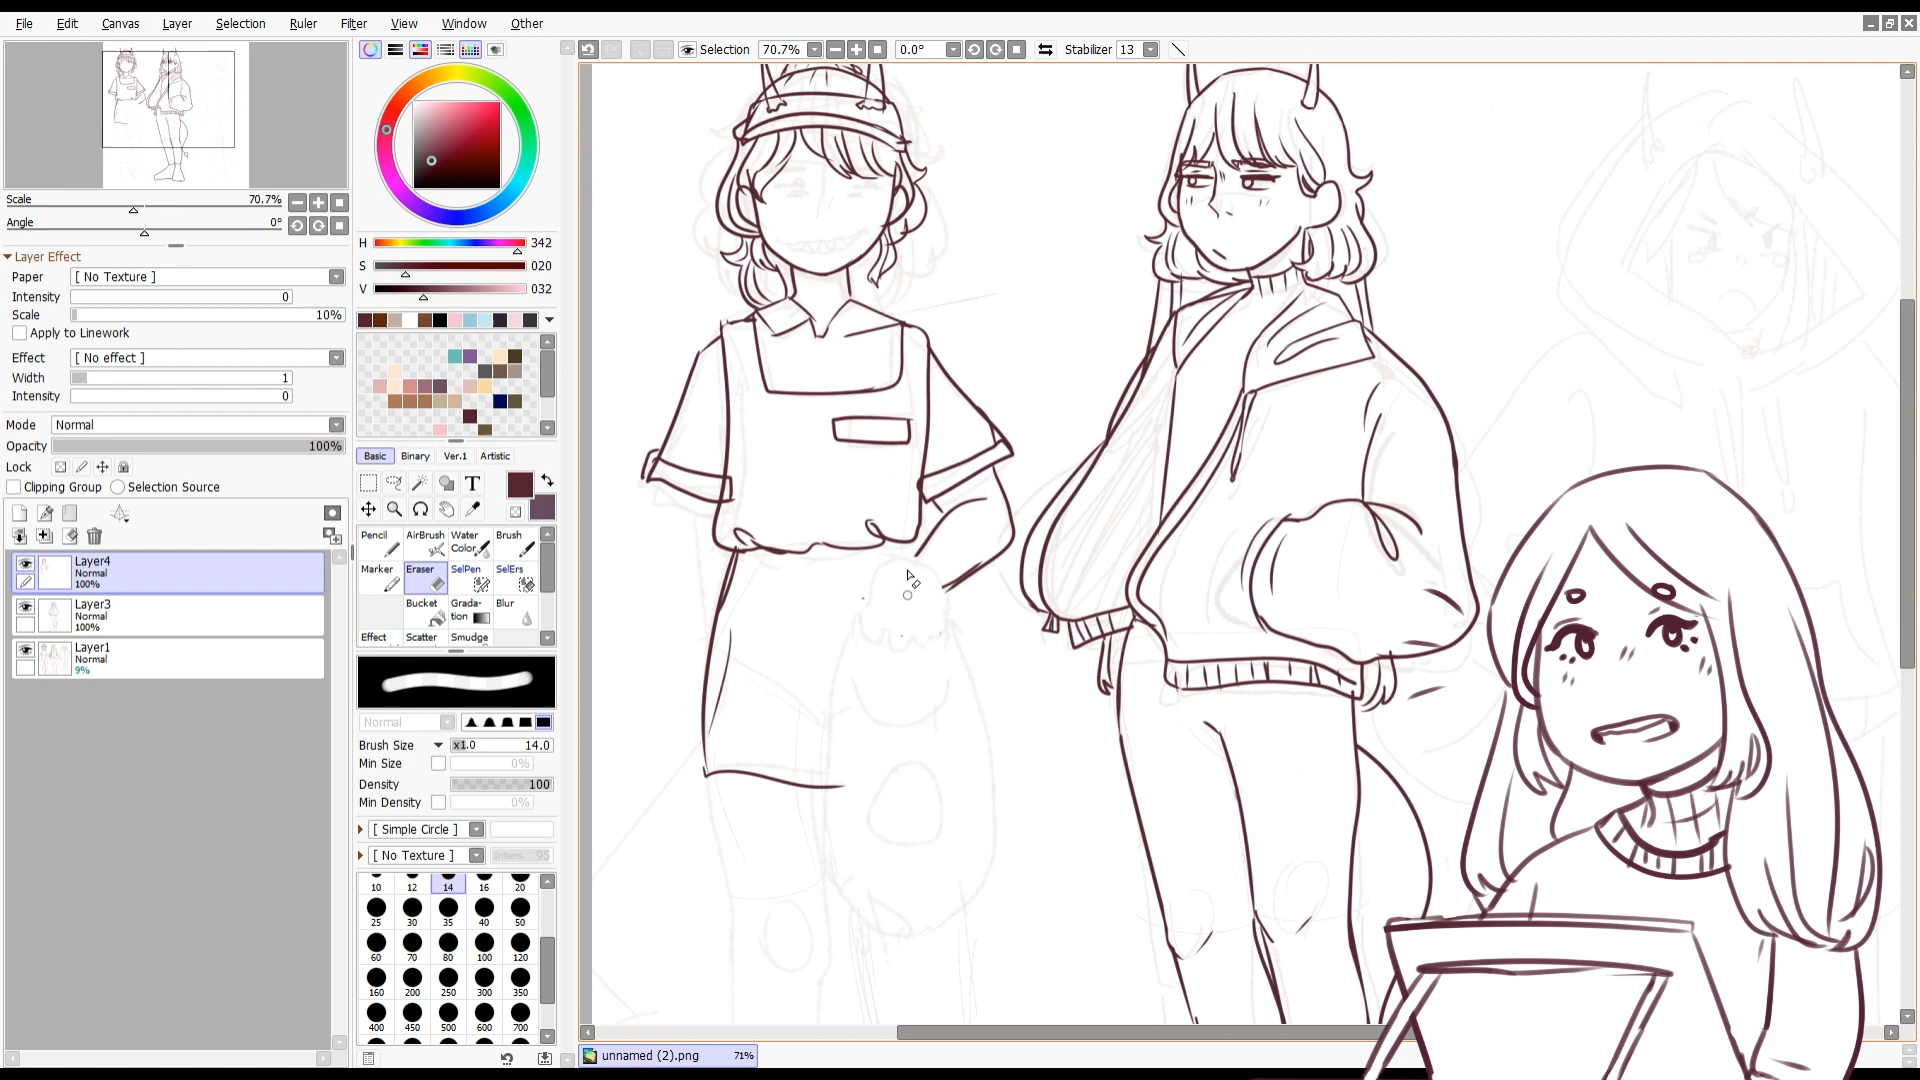 File Edit Canvas Layer Selection Ruler Filter View Window Other
Selection 70.7% 0.0° Stabilizer 13
Scale 70.7%
Angle 0°
Layer Effect
Paper [ No Texture ]
Intensity 0
Scale 10%
Apply to Linework
Effect [ No effect ]
Width 1
Intensity 0
Mode Normal
Opacity 100%
Lock
Clipping Group Selection Source
Layer4
Normal
100%
Layer3
Normal
100%
Layer1
Normal
9%
H 342
S 020
V 032
Basic Binary Ver.1 Artistic
T
Pencil AirBrush Water Color Brush
Marker Eraser SelPen SelErs
Bucket Grada-tion Blur
Effect Scatter Smudge
Normal
Brush Size x1.0 14.0
Min Size 0%
Density 100
Min Density 0%
[ Simple Circle ]
[ No Texture ] Intens. 95
10 12 14 16 20
25 30 35 40 50
60 70 80 100 120
160 200 250 300 350
400 450 500 600 700
unnamed (2).png 71%